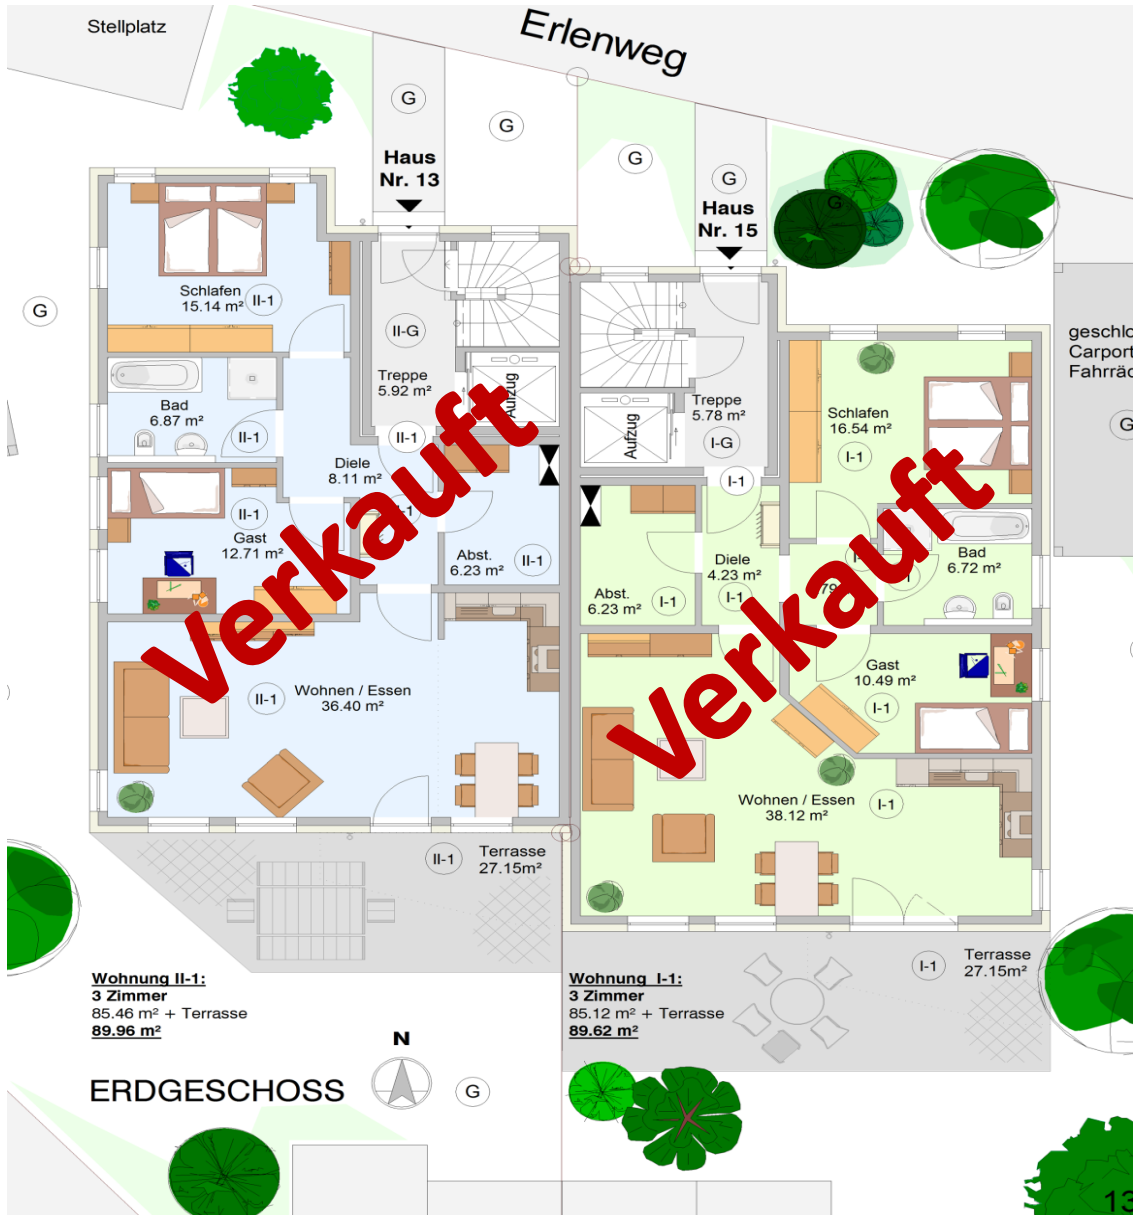 Stellplatz
Erlenweg
G
G
G
G
Haus
Nr. 13
Haus
Nr. 15
G
G
Schlafen
15.14 m²
II-1
II-G
Treppe
5.92 m²
Aufzug
Bad
6.87 m²
II-1
II-1
Diele
8.11 m²
II-1
Gast
12.71 m²
Abst.
6.23 m²
II-1
Wohnen / Essen
36.40 m²
II-1
Verkauft
II-1
Terrasse
27.15m²
Treppe
5.78 m²
I-G
Aufzug
I-1
Schlafen
16.54 m²
I-1
Diele
4.23 m²
I-1
Abst.
6.23 m²
I-1
Bad
6.72 m²
Gast
10.49 m²
I-1
Wohnen / Essen
38.12 m²
I-1
Verkauft
I-1
Terrasse
27.15m²
Carport
G
Wohnung II-1:
3 Zimmer
85.46 m² + Terrasse
89.96 m²
Wohnung I-1:
3 Zimmer
85.12 m² + Terrasse
89.62 m²
N
ERDGESCHOSS
G
13